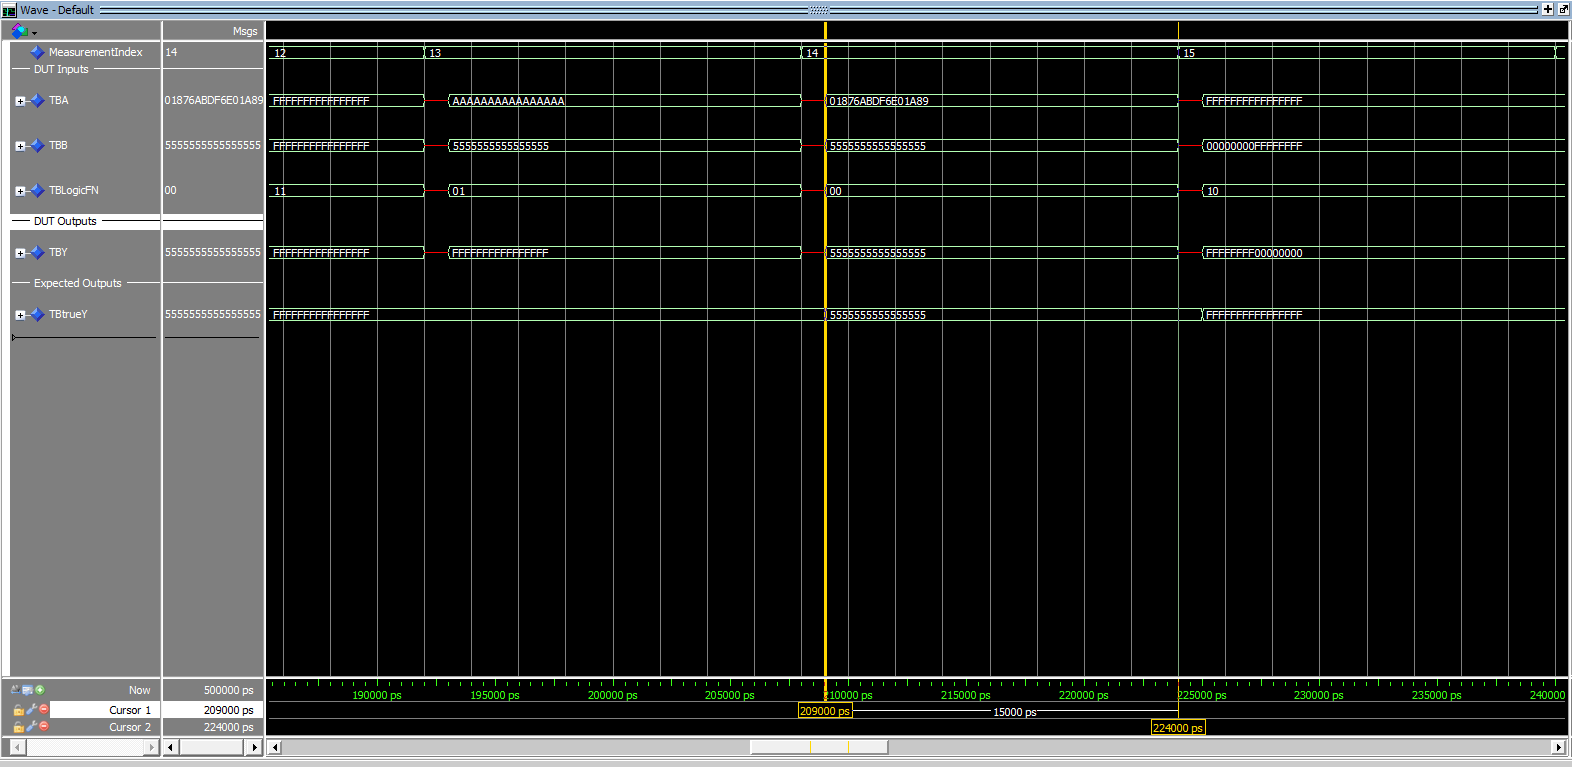 Wave - Default
Msgs
MeasurementIndex 14 12 13 14 15
DUT Inputs
TBA 01876ABDF6E01A89 FFFFFFFFFFFFFFFF AAAAAAAAAAAAAAAA 01876ABDF6E01A89 FFFFFFFFFFFFFFFF
TBB 5555555555555555 FFFFFFFFFFFFFFFF 5555555555555555 5555555555555555 00000000FFFFFFFF
TBLogicFN 00 11 01 00 10
DUT Outputs
TBY 5555555555555555 FFFFFFFFFFFFFFFF FFFFFFFFFFFFFFFF 5555555555555555 FFFFFFFF00000000
Expected Outputs
TBtrueY 5555555555555555 FFFFFFFFFFFFFFFF 5555555555555555 FFFFFFFFFFFFFFFF
Now 500000 ps 190000 ps 195000 ps 200000 ps 205000 ps 210000 ps 215000 ps 220000 ps 225000 ps 230000 ps 235000 ps 240000
Cursor 1 209000 ps 209000 ps 15000 ps
Cursor 2 224000 ps 224000 ps